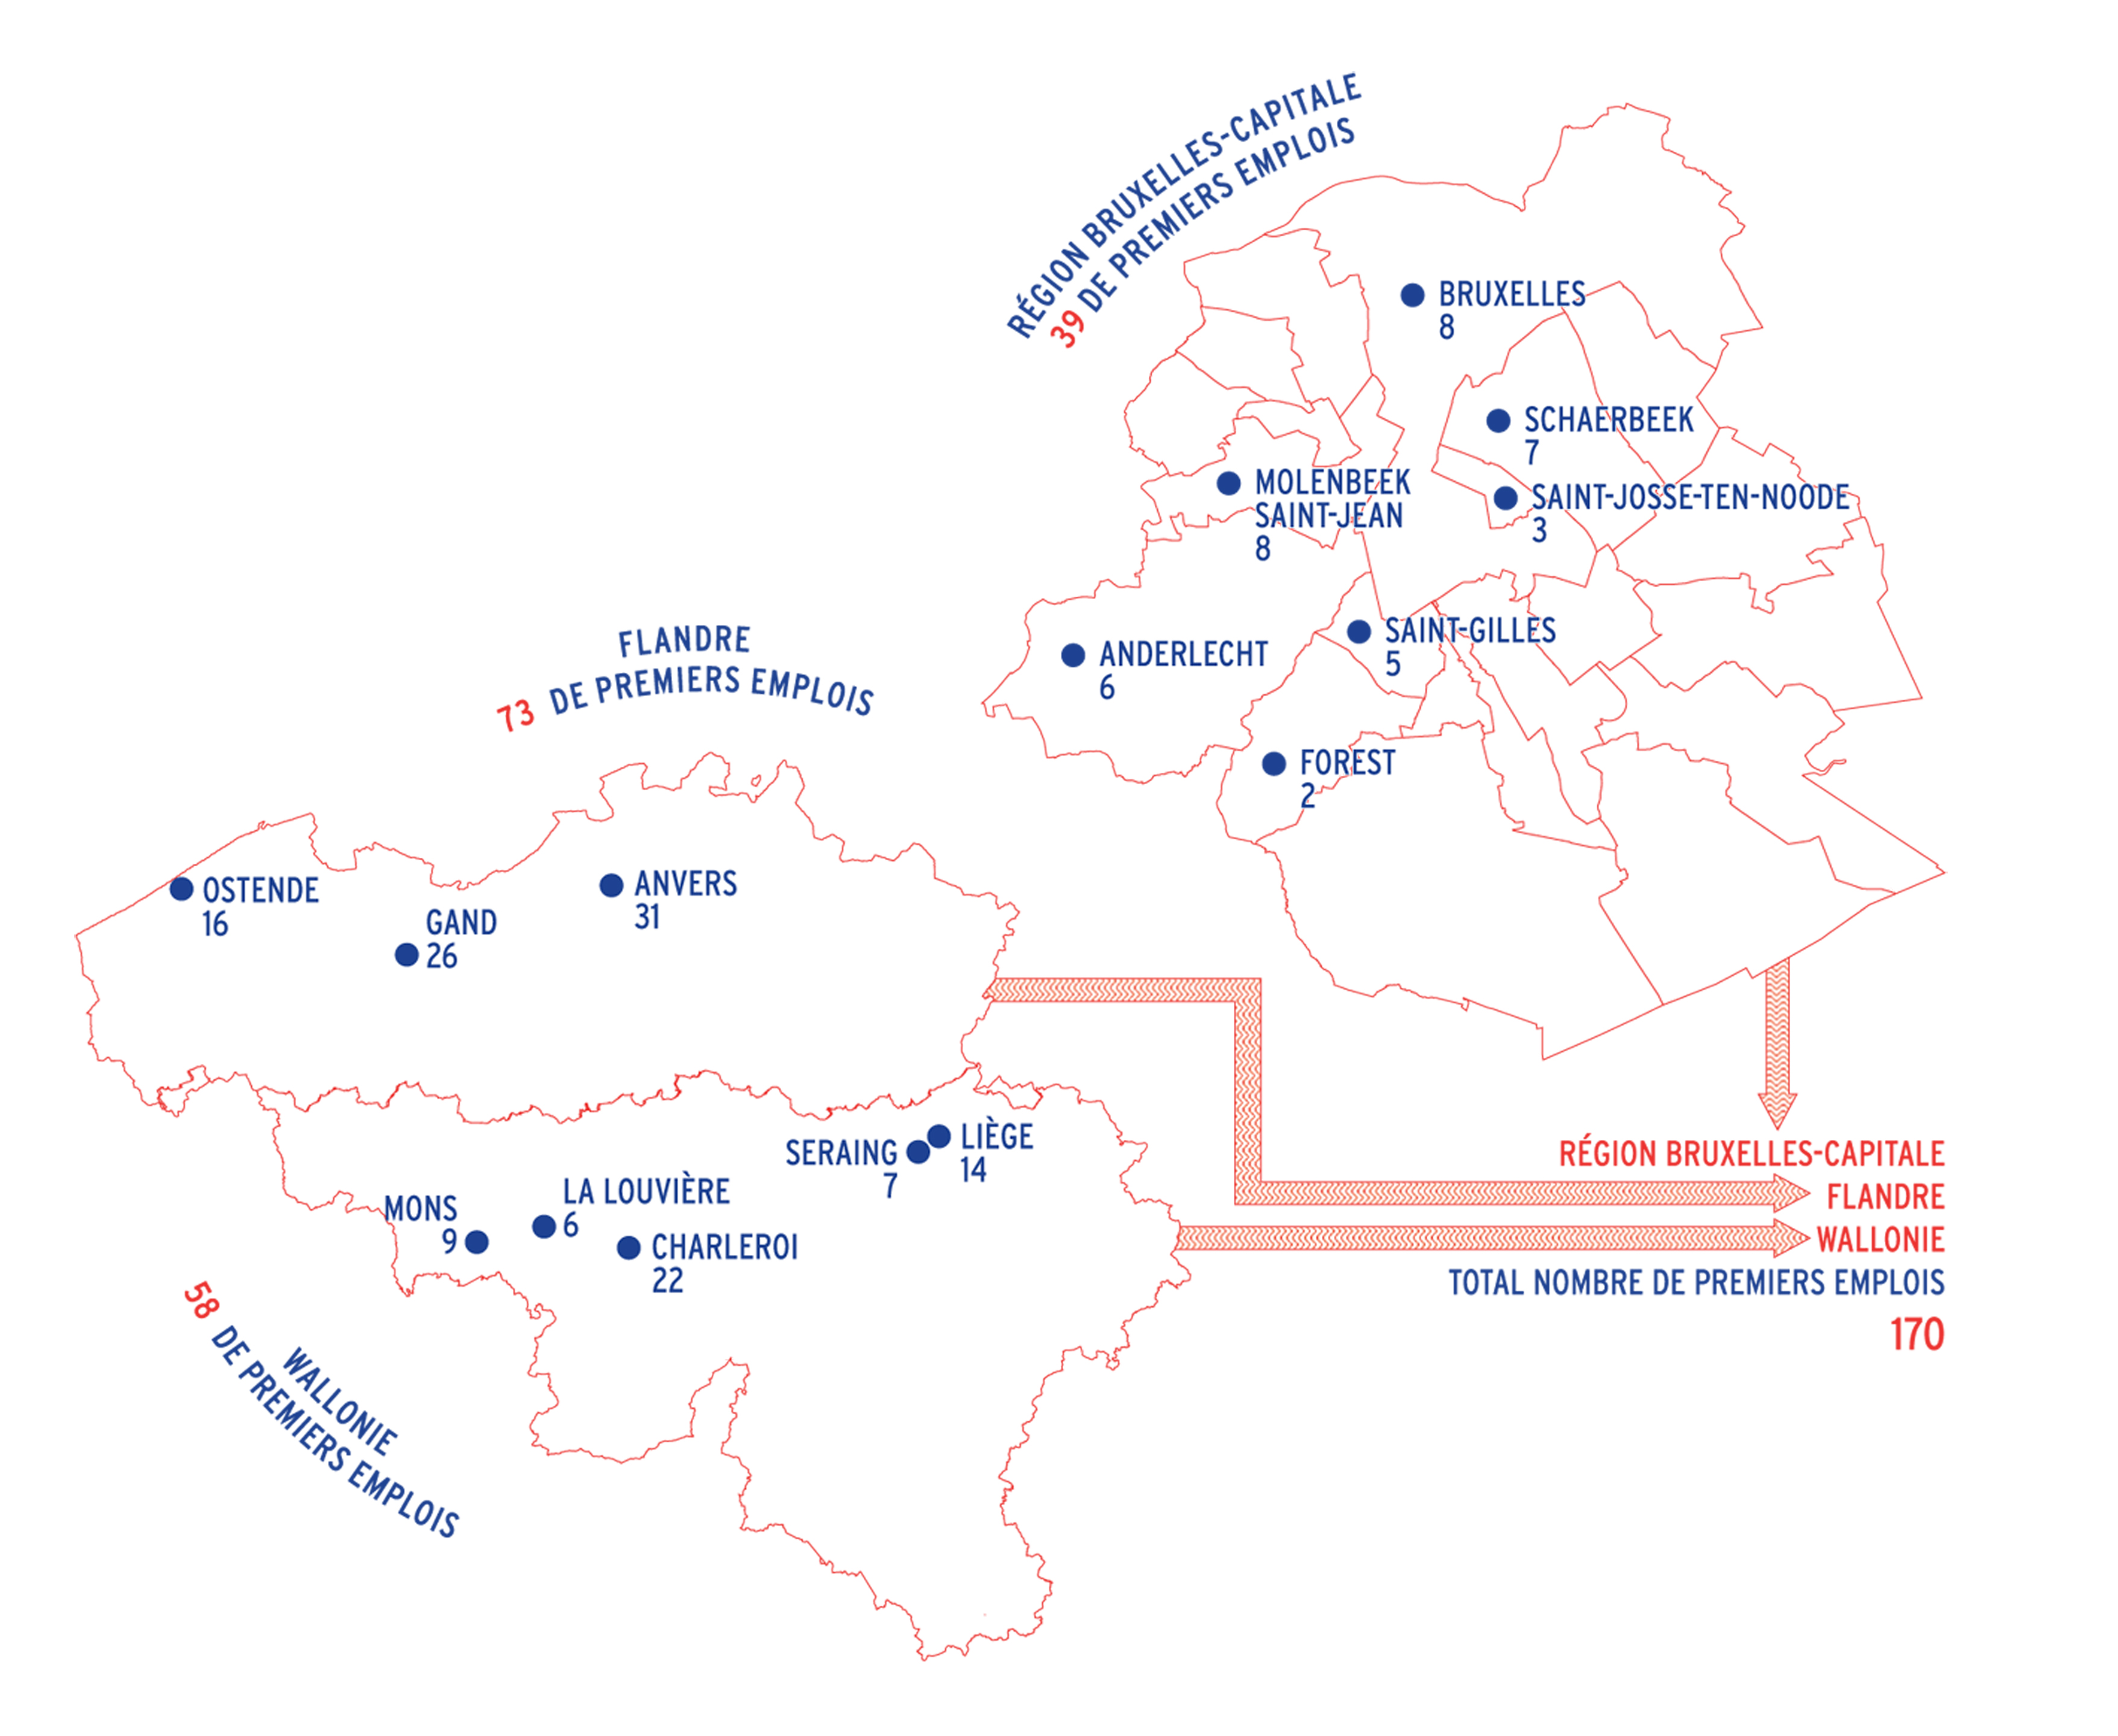 RÉGION BRUXELLES-CAPITALE
39 DE PREMIERS EMPLOIS
BRUXELLES
8
SCHAERBEEK
7
MOLENBEEK
SAINT-JEAN
8
SAINT-JOSSE-TEN-NOODE
3
ANDERLECHT
6
SAINT-GILLES
5
FOREST
2
FLANDRE
73 DE PREMIERS EMPLOIS
OSTENDE
16
GAND
26
ANVERS
31
SERAING
7
LIÈGE
14
MONS
9
LA LOUVIÈRE
6
CHARLEROI
22
WALLONIE
58 DE PREMIERS EMPLOIS
RÉGION BRUXELLES-CAPITALE
FLANDRE
WALLONIE
TOTAL NOMBRE DE PREMIERS EMPLOIS
170